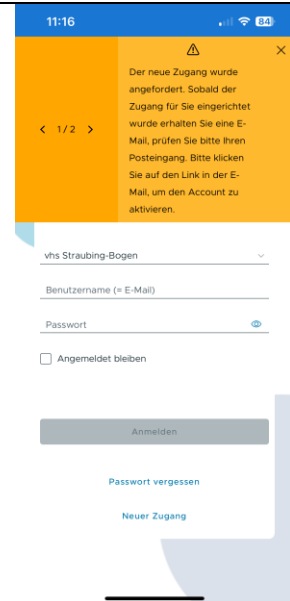 11:16
84
Der neue Zugang wurde
angefordert. Sobald der
Zugang für Sie eingerichtet
wurde erhalten Sie eine E-
Mail, prüfen Sie bitte Ihren
Posteingang. Bitte klicken
Sie auf den Link in der E-
Mail, um den Account zu
aktivieren.
1 / 2
vhs Straubing-Bogen
Benutzername (= E-Mail)
Passwort
Angemeldet bleiben
Anmelden
Passwort vergessen
Neuer Zugang